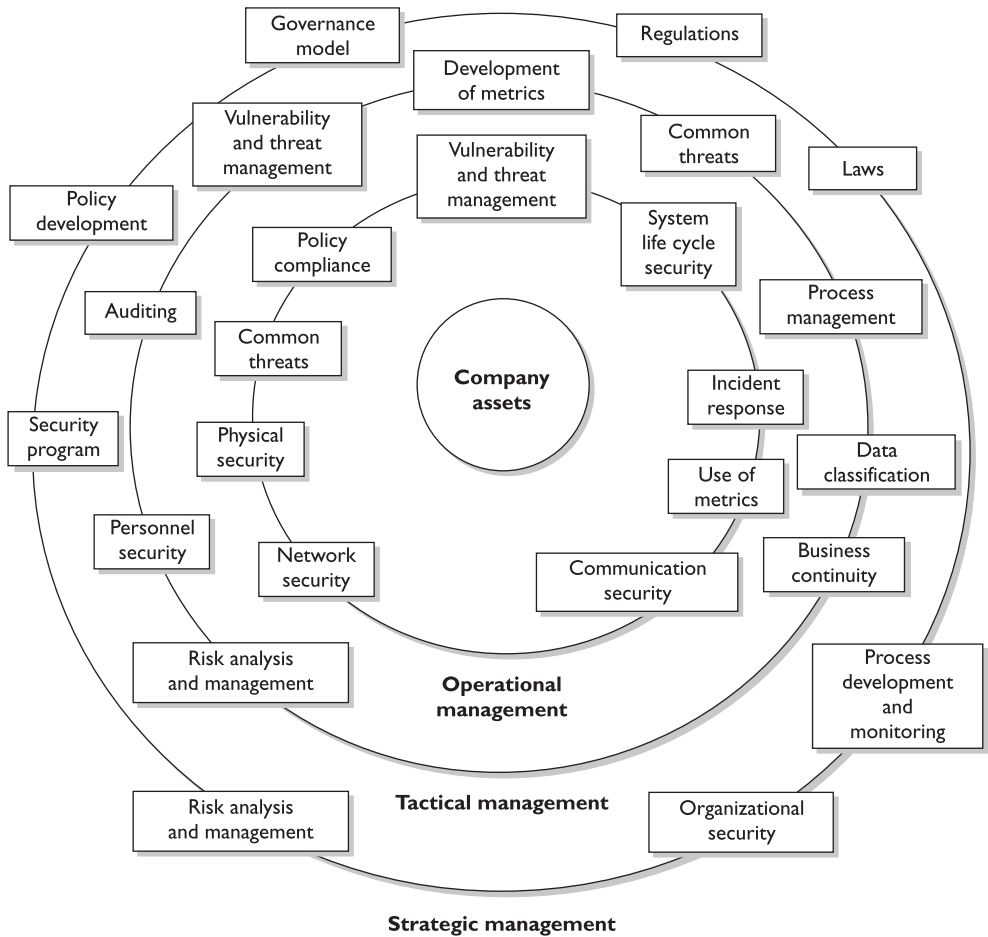 Governance
model
Regulations
Development
of metrics
Vulnerability
and threat
management
Common
threats
Vulnerability
and threat
management
Laws
Policy
development
System
life cycle
security
Policy
compliance
Auditing
Process
management
Common
threats
Company
assets
Incident
response
Security
program
Physical
security
Data
classification
Use of
metrics
Personnel
security
Network
security
Communication
security
Business
continuity
Risk analysis
and management
Operational
management
Process
development
and
monitoring
Tactical management
Risk analysis
and management
Organizational
security
Strategic management